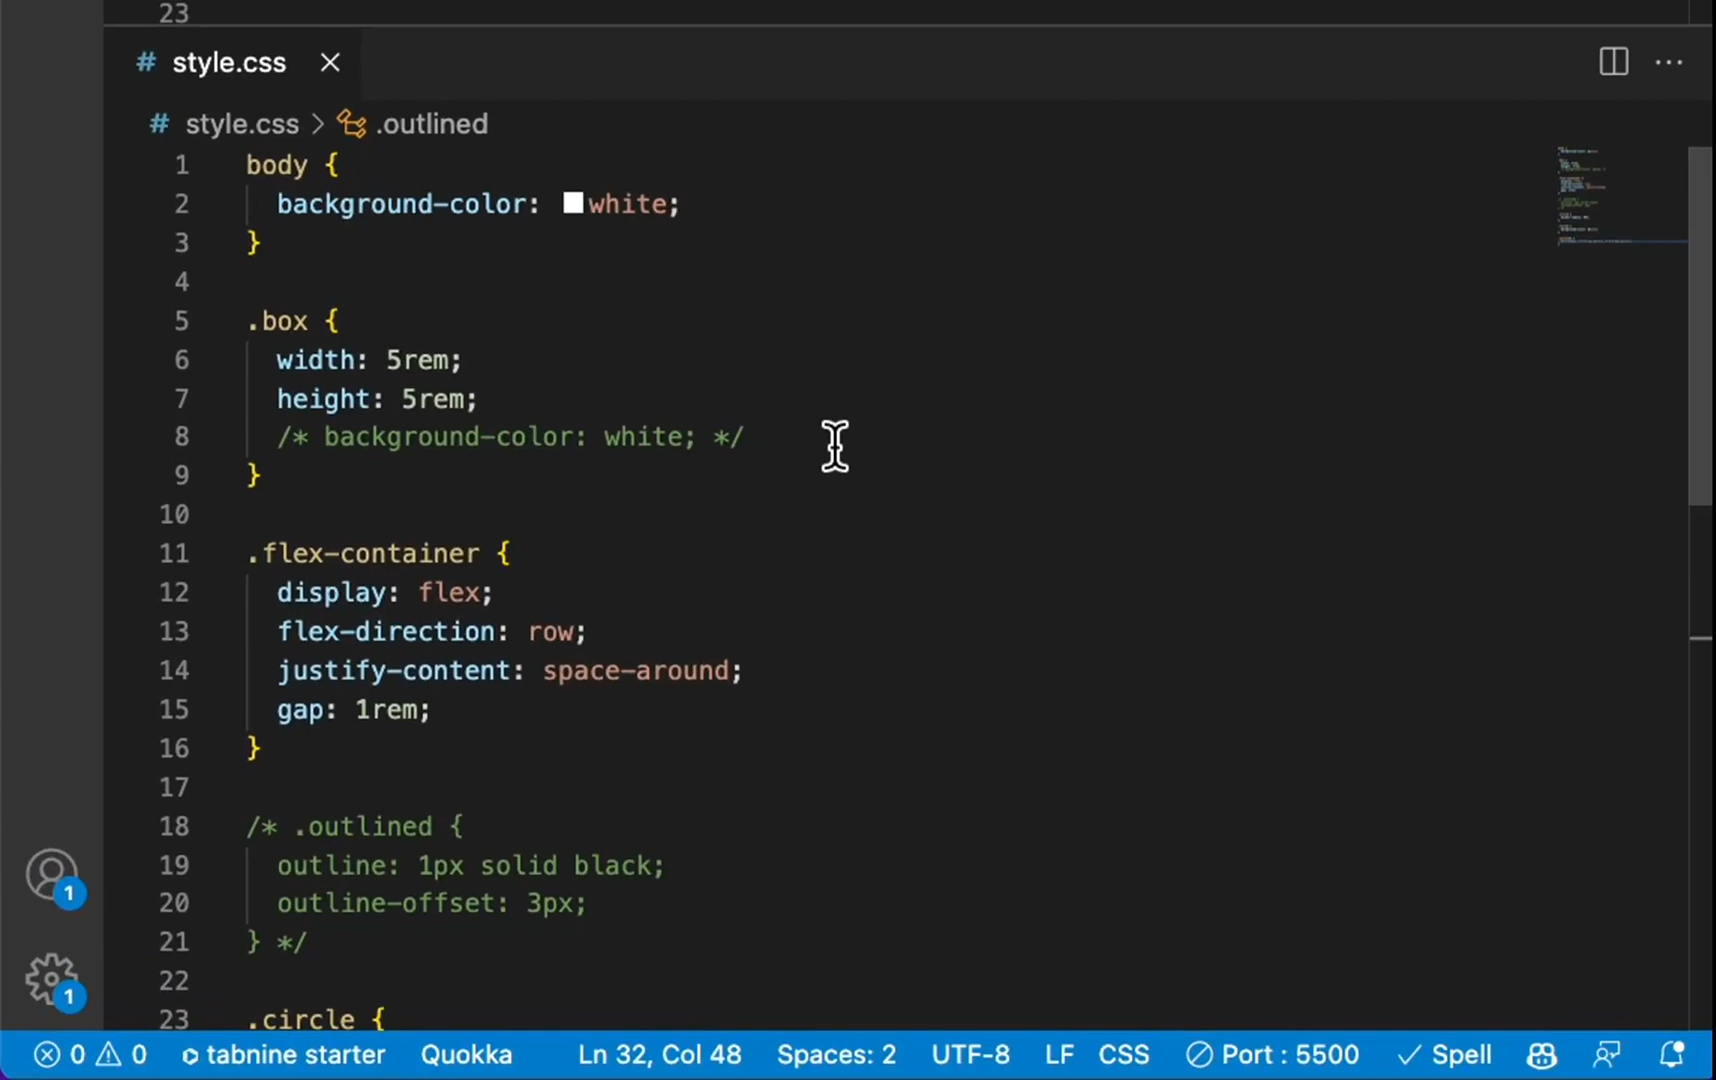 23
# style.css
# style.css > .outlined
1 body {
2 background-color: white;
3 }
4
5 .box {
6 width: 5rem;
7 height: 5rem;
8 /* background-color: white; */
9 }
10
11 .flex-container {
12 display: flex;
13 flex-direction: row;
14 justify-content: space-around;
15 gap: 1rem;
16 }
17
18 /* .outlined {
19 outline: 1px solid black;
20 outline-offset: 3px;
21 } */
22
23 .circle {
1
1
0 0 tabnine starter Quokka Ln 32, Col 48 Spaces: 2 UTF-8 LF CSS Port : 5500 Spell